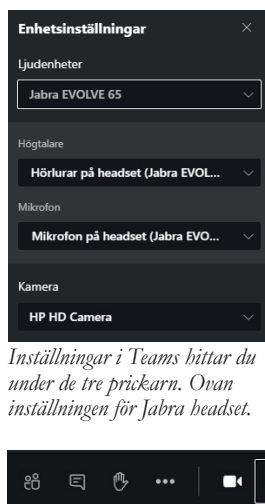 Enhetsinställningar
Ljudenheter
Jabra EVOLVE 65
Högtalare
Hörlurar på headset (Jabra EVOL...
Mikrofon
Mikrofon på headset (Jabra EVO...
Kamera
HP HD Camera
Inställningar i Teams hittar du
under de tre prickarn. Ovan
inställningen för Jabra headset.